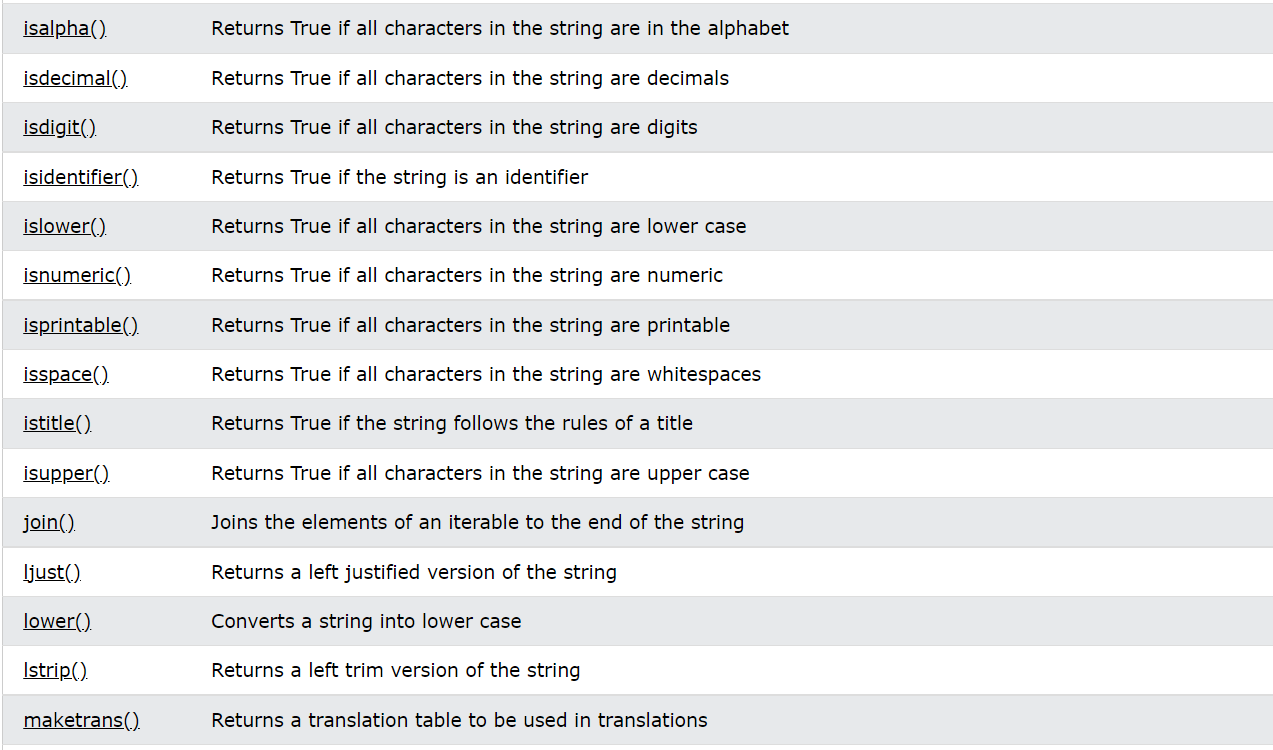 isalpha() Returns True if all characters in the string are in the alphabet
isdecimal() Returns True if all characters in the string are decimals
isdigit() Returns True if all characters in the string are digits
isidentifier() Returns True if the string is an identifier
islower() Returns True if all characters in the string are lower case
isnumeric() Returns True if all characters in the string are numeric
isprintable() Returns True if all characters in the string are printable
isspace() Returns True if all characters in the string are whitespaces
istitle() Returns True if the string follows the rules of a title
isupper() Returns True if all characters in the string are upper case
join() Joins the elements of an iterable to the end of the string
ljust() Returns a left justified version of the string
lower() Converts a string into lower case
lstrip() Returns a left trim version of the string
maketrans() Returns a translation table to be used in translations